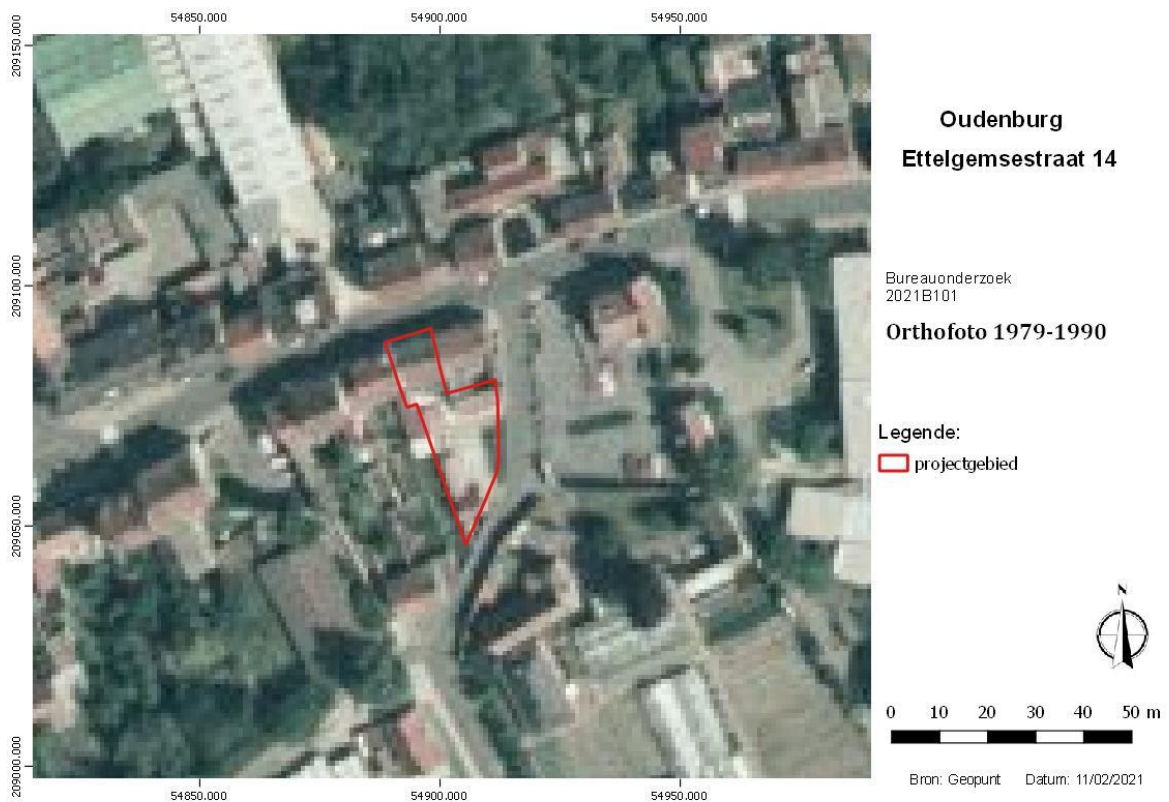 54850.000 54900.000 54950.000
209150.000
209100.000
209050.000
209000.000
54850.000 54900.000 54950.000
Oudenburg
Ettelgemsestraat 14
Bureauonderzoek
2021B101
Orthofoto 1979-1990
Legende:
projectgebied
N
0 10 20 30 40 50 m
Bron: Geopunt Datum: 11/02/2021